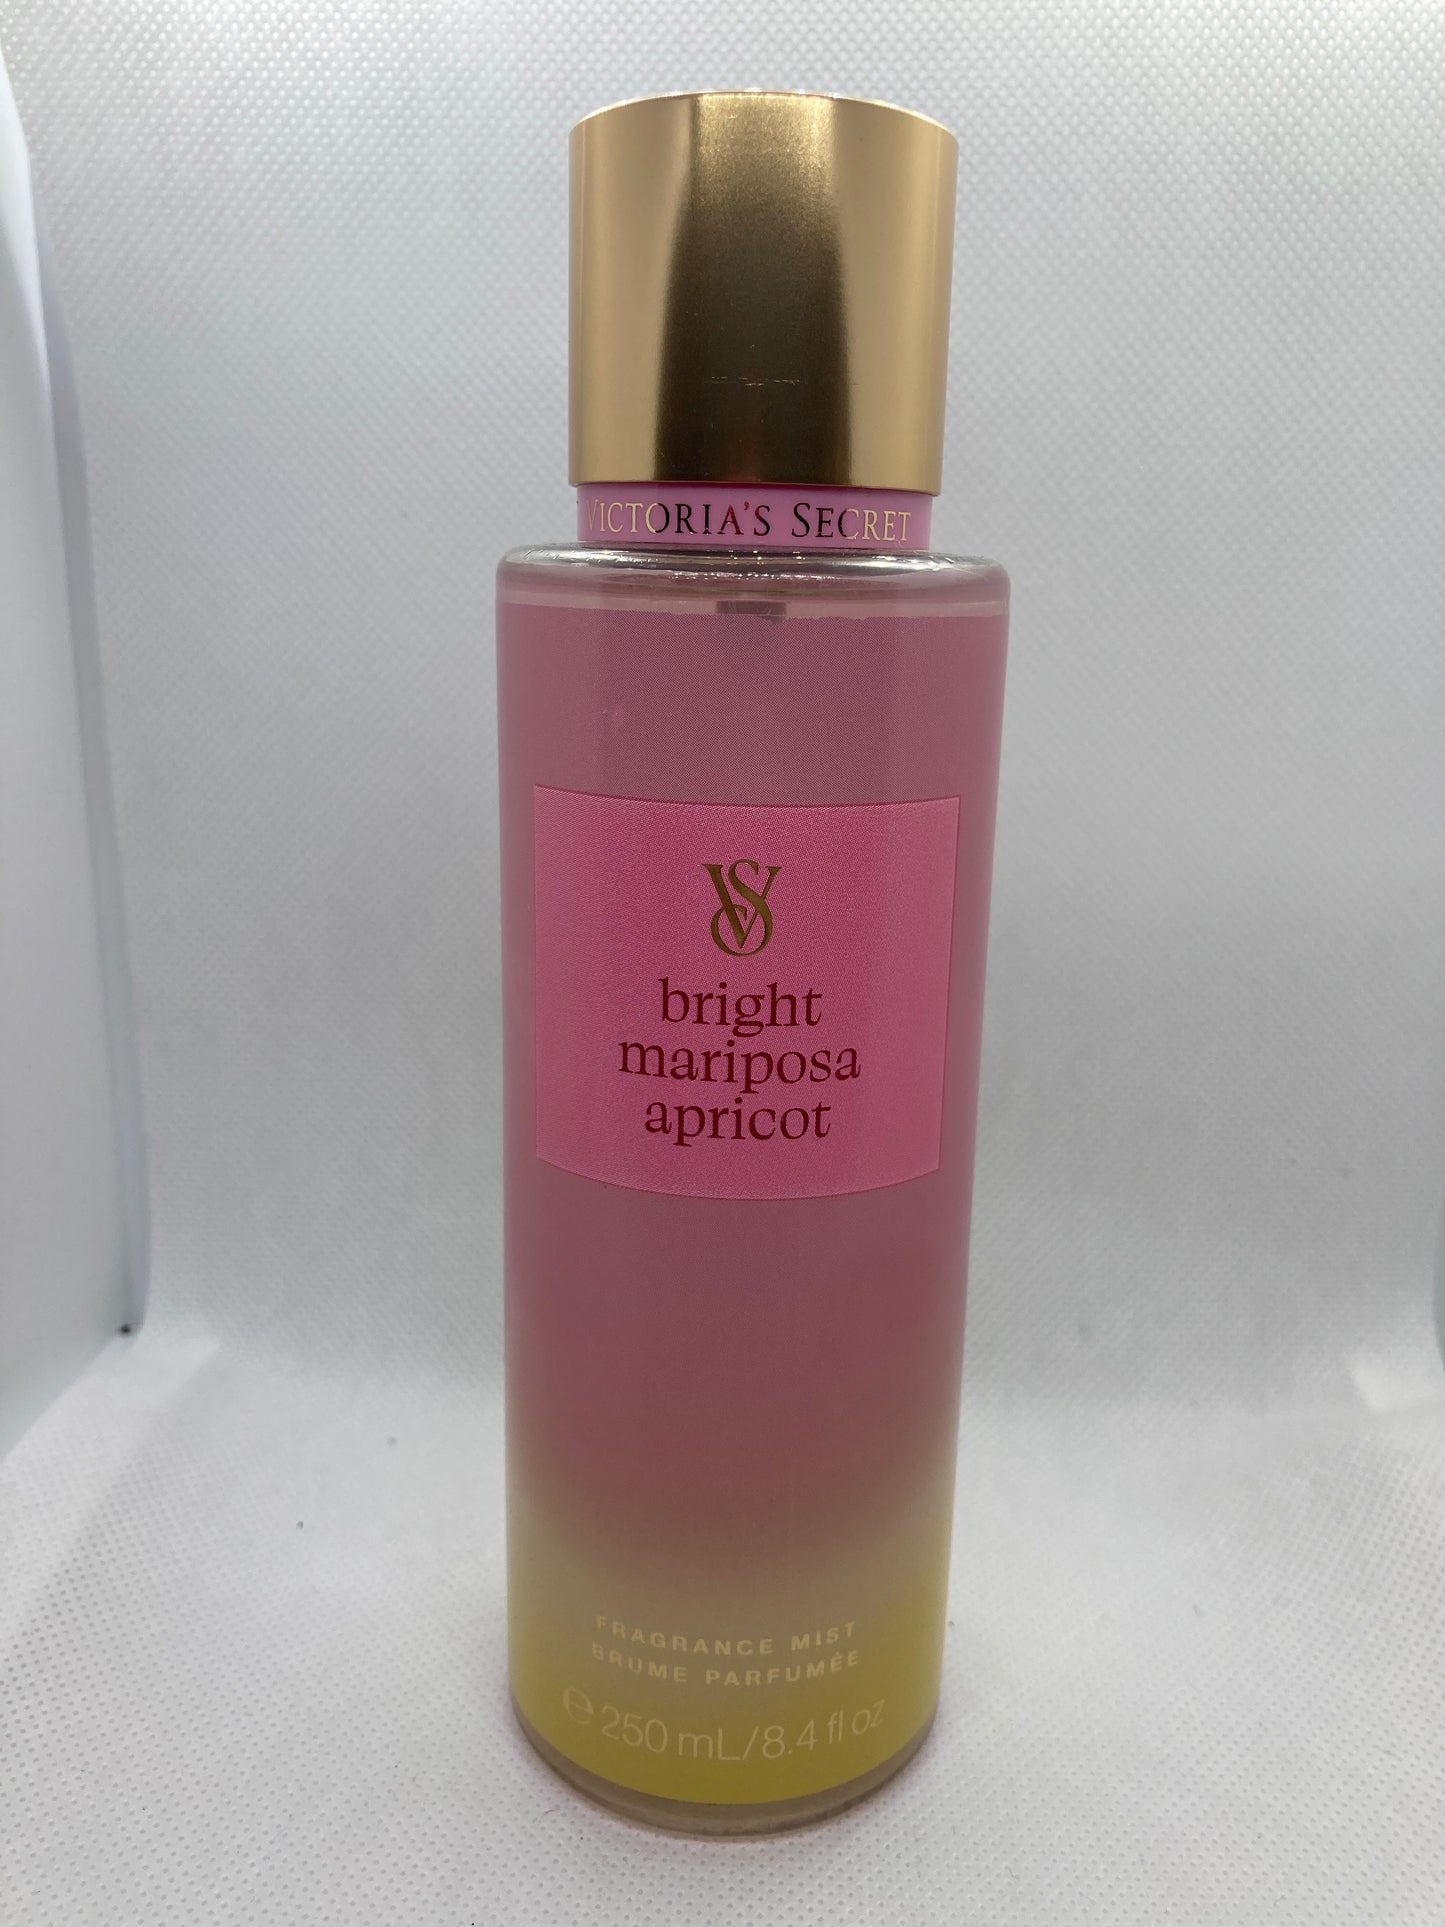 VICTORIA'S SECRET
VS
bright
mariposa
apricot
FRAGRANCE MIST
BRUME PARFUMÉE
℮ 250 mL/8.4 fl oz